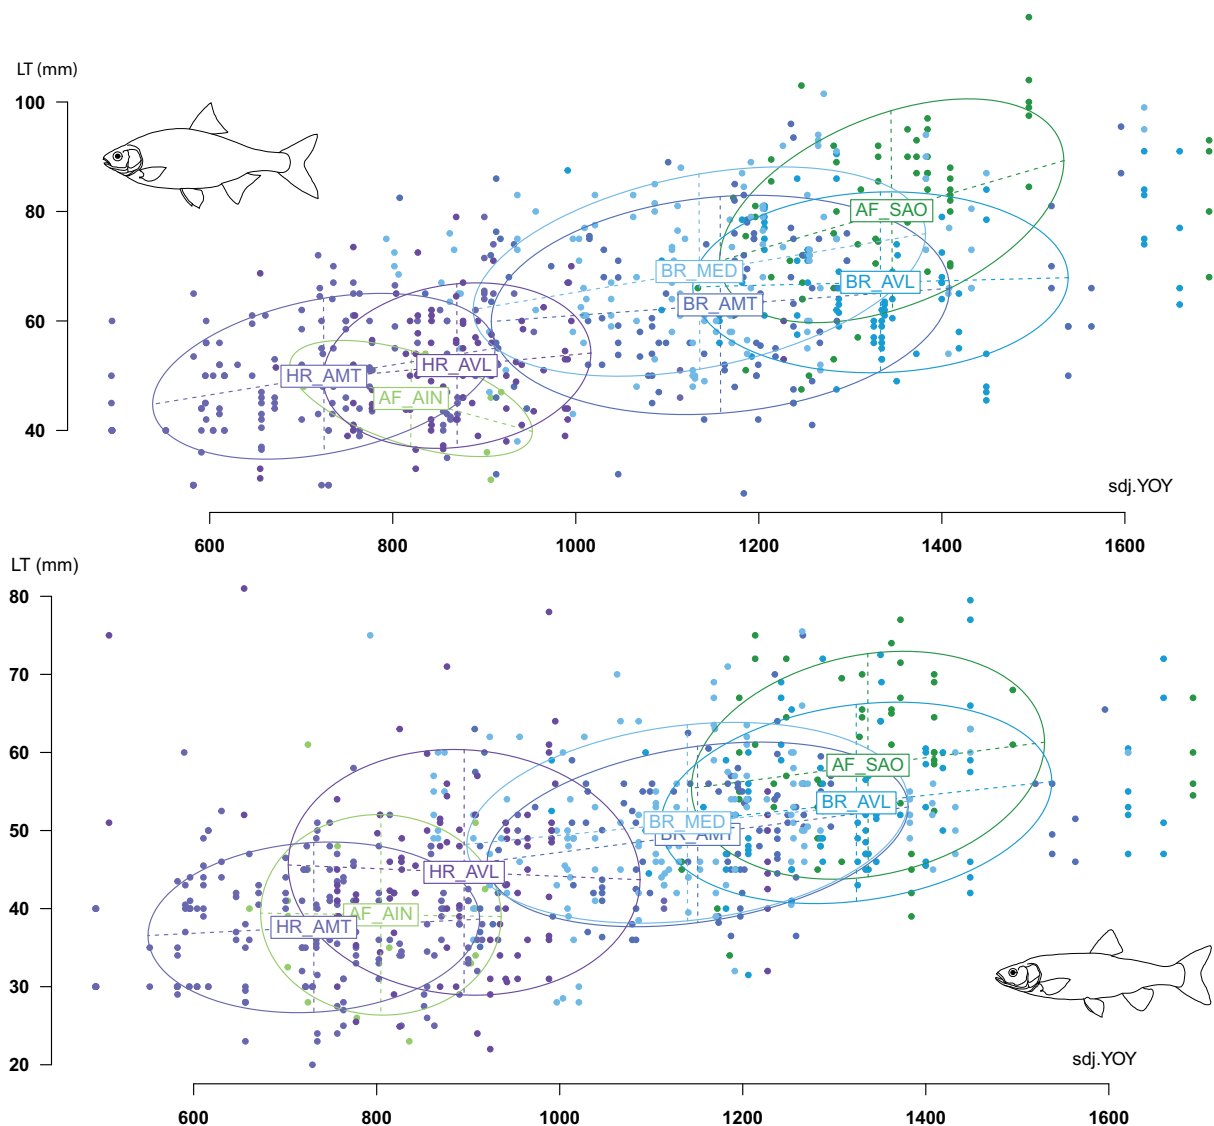 LT (mm)
100
80
60
40
AF_SAO
BR_MED
BR_AVL
BR_AMT
HR_AVL
HR_AMT
AF_AIN
sdj.YOY
600 800 1000 1200 1400 1600
LT (mm)
80
70
60
50
40
30
20
AF_SAO
BR_AVL
BR_MED
BR_AMT
HR_AVL
AF_AIN
HR_AMT
sdj.YOY
600 800 1000 1200 1400 1600